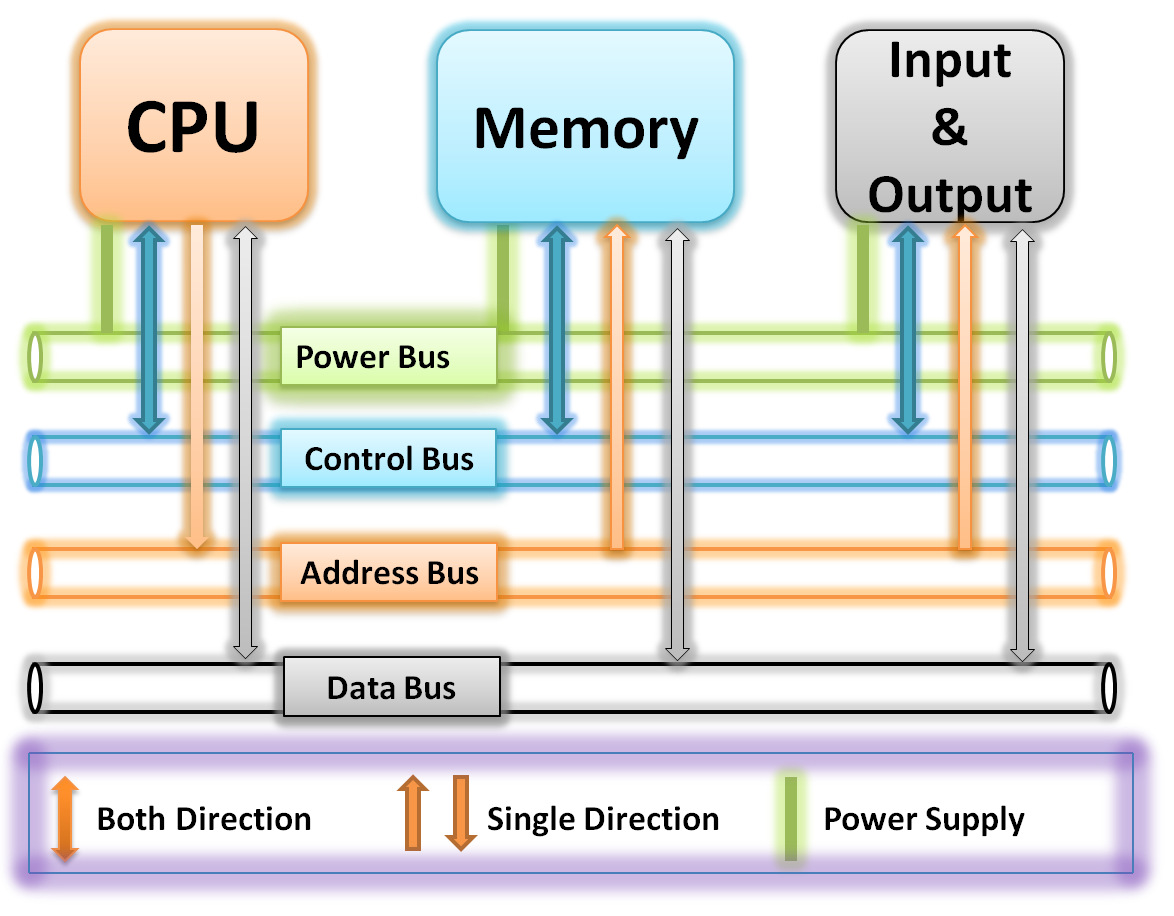 CPU
Memory
Input
&
Output
Power Bus
Control Bus
Address Bus
Data Bus
Both Direction
Single Direction
Power Supply